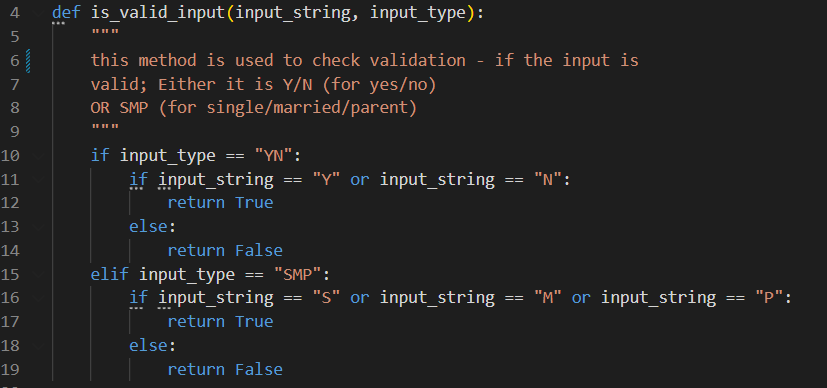 4 def is_valid_input(input_string, input_type):
5     """
6     this method is used to check validation - if the input is
7     valid; Either it is Y/N (for yes/no)
8     OR SMP (for single/married/parent)
9     """
10     if input_type == "YN":
11         if input_string == "Y" or input_string == "N":
12             return True
13         else:
14             return False
15     elif input_type == "SMP":
16         if input_string == "S" or input_string == "M" or input_string == "P":
17             return True
18         else:
19             return False